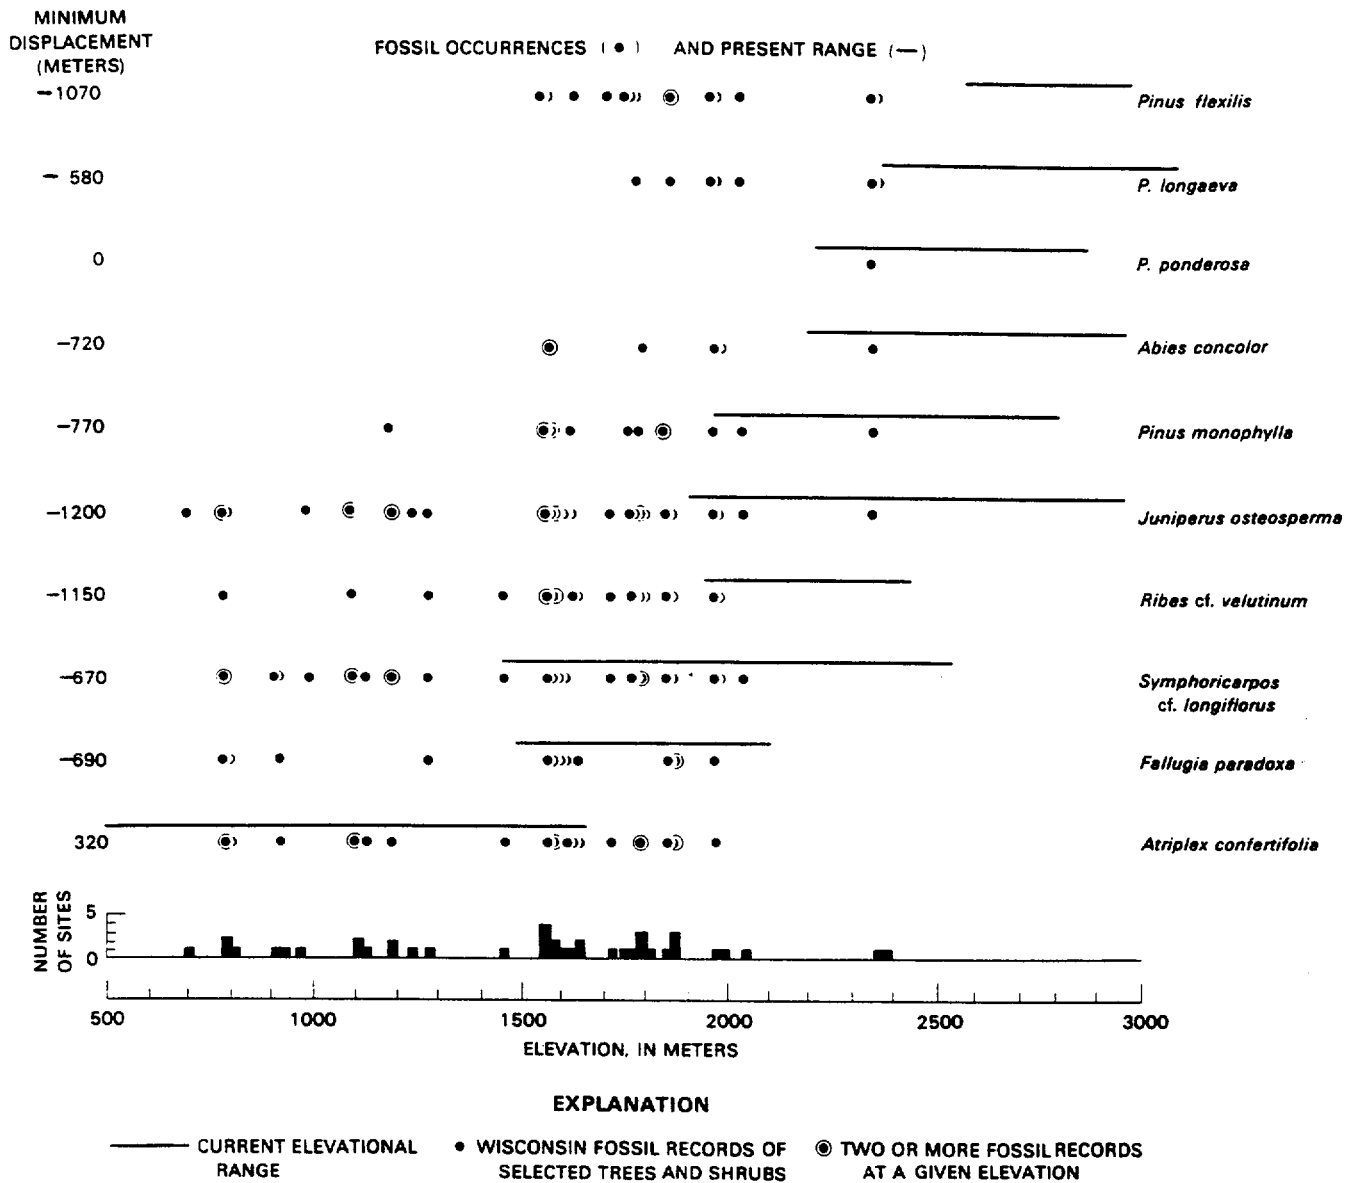 MINIMUM
DISPLACEMENT
(METERS)
FOSSIL OCCURRENCES ( • ) AND PRESENT RANGE (—)
−1070 Pinus flexilis
− 580 P. longaeva
0 P. ponderosa
−720 Abies concolor
−770 Pinus monophylla
−1200 Juniperus osteosperma
−1150 Ribes cf. velutinum
−670 Symphoricarpos
cf. longiflorus
−690 Fallugia paradoxa
320 Atriplex confertifolia
NUMBER
OF SITES
5
0
500 1000 1500 2000 2500 3000
ELEVATION, IN METERS
EXPLANATION
CURRENT ELEVATIONAL
RANGE
WISCONSIN FOSSIL RECORDS OF
SELECTED TREES AND SHRUBS
TWO OR MORE FOSSIL RECORDS
AT A GIVEN ELEVATION